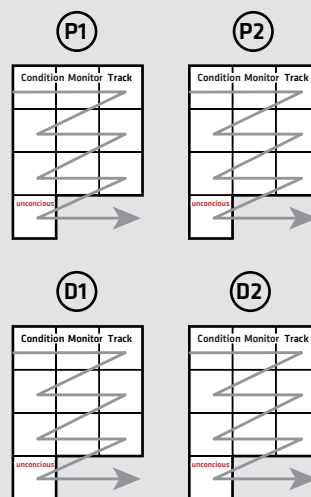 P1
P2
Condition Monitor Track
Condition Monitor Track
unconcious
unconcious
D1
D2
Condition Monitor Track
Condition Monitor Track
unconcious
unconcious